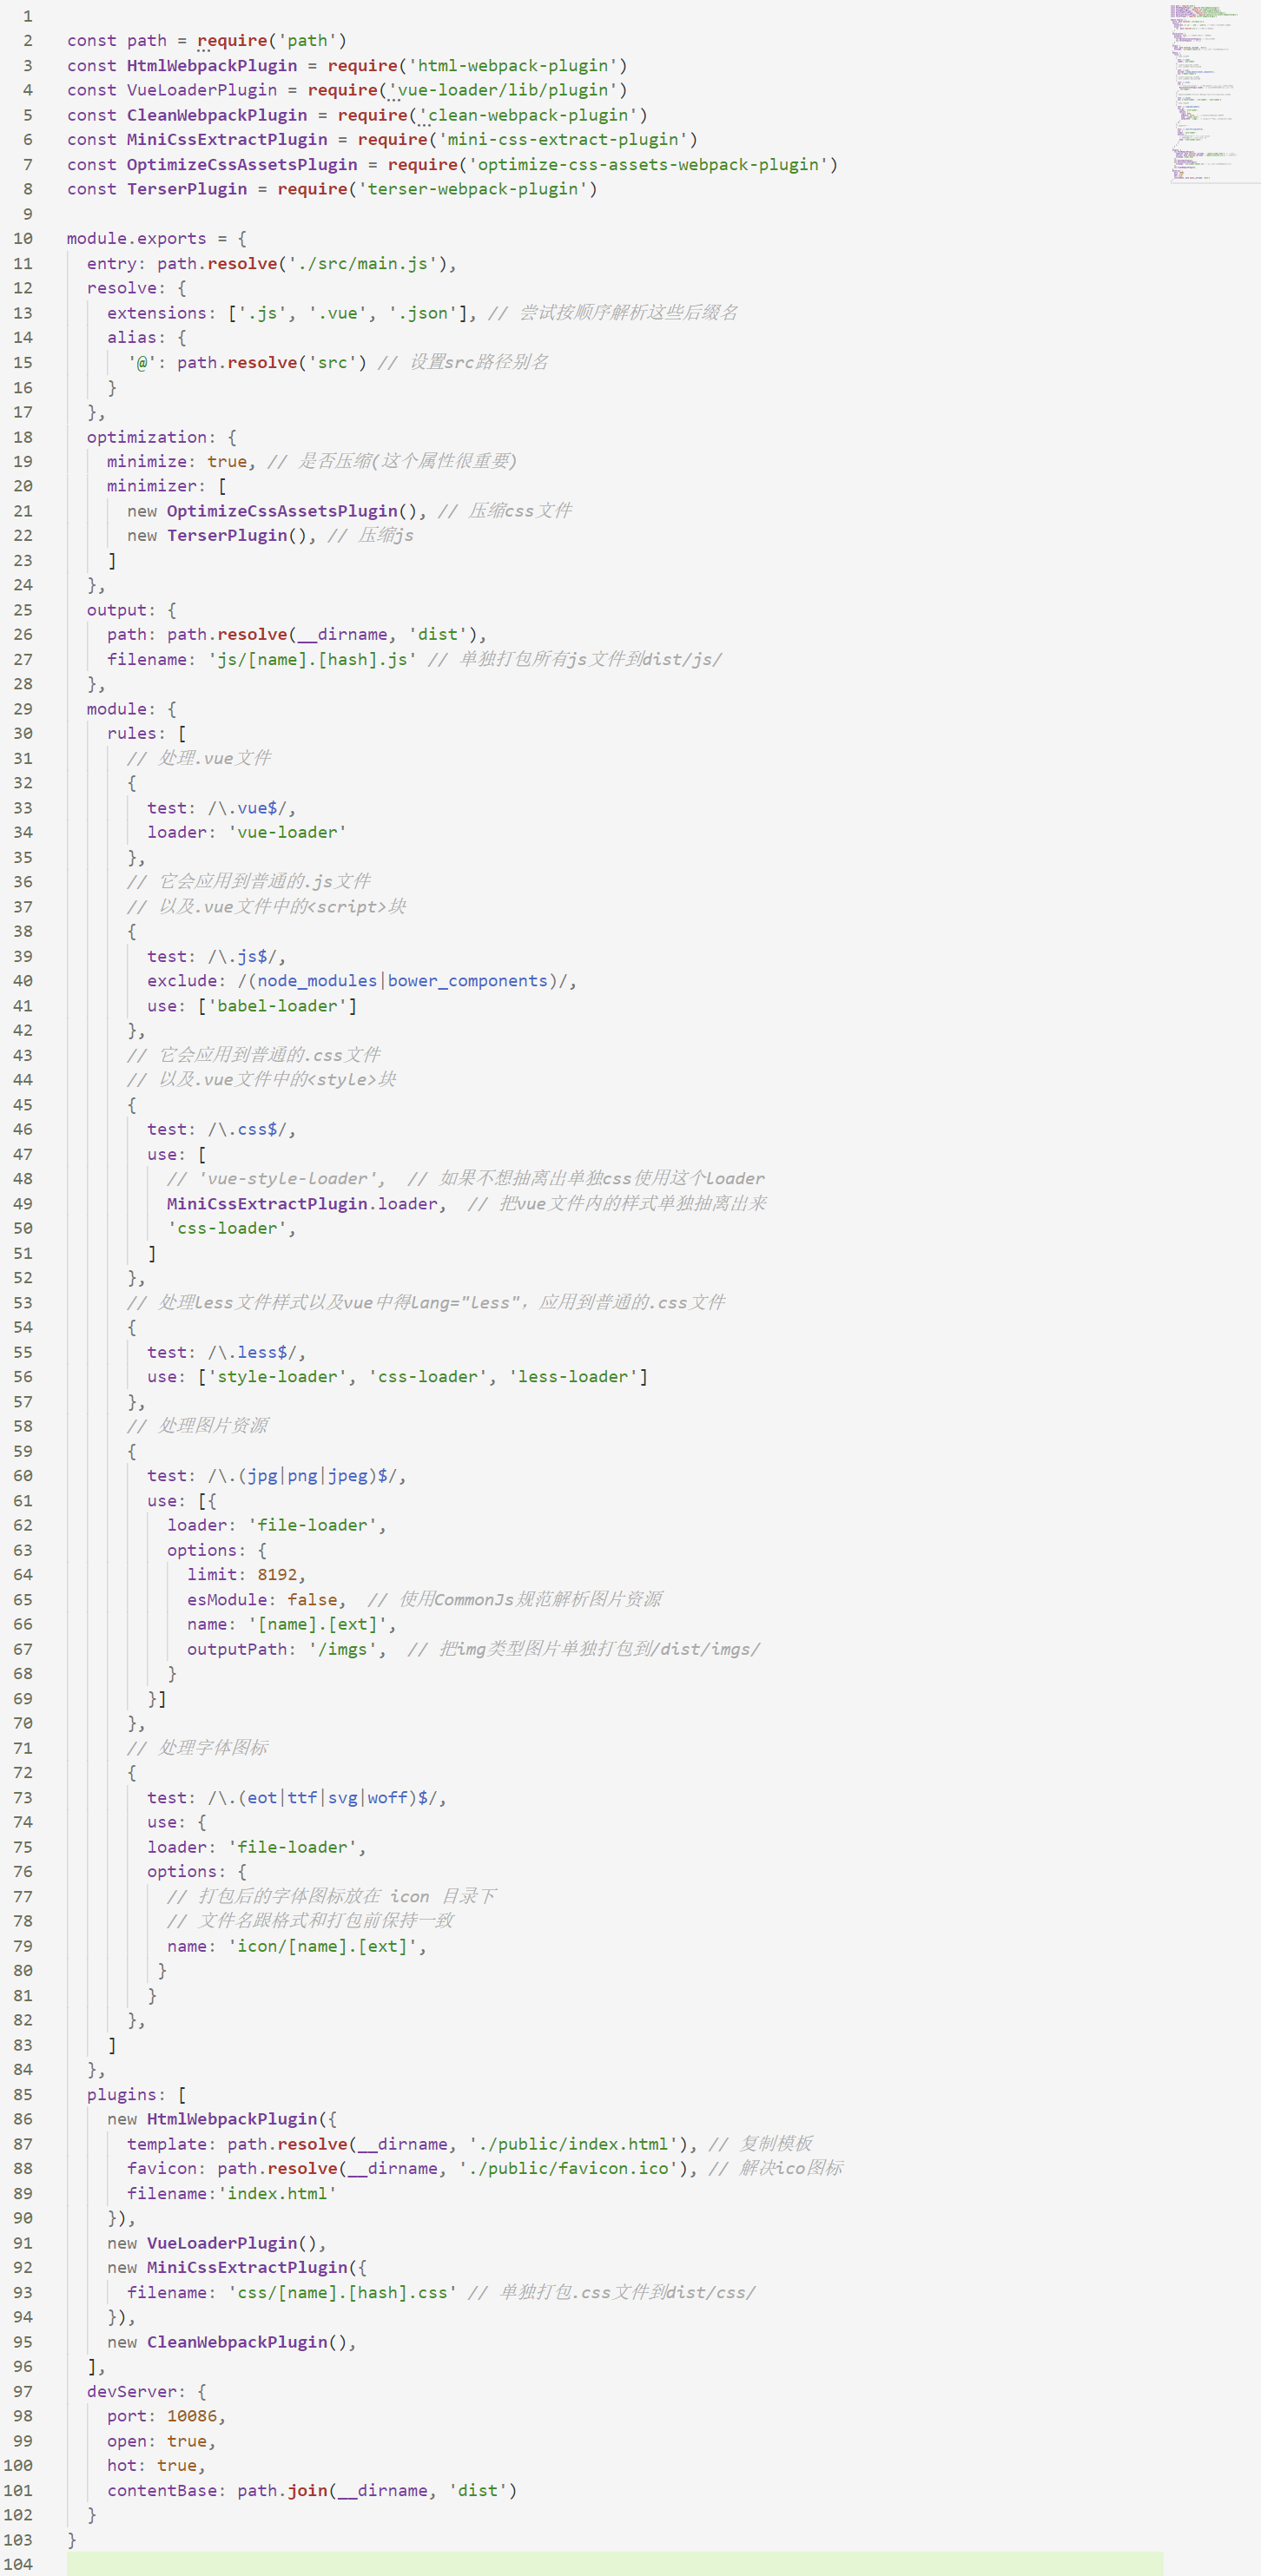 1
2 const path = require('path')
3 const HtmlWebpackPlugin = require('html-webpack-plugin')
4 const VueLoaderPlugin = require('vue-loader/lib/plugin')
5 const CleanWebpackPlugin = require('clean-webpack-plugin')
6 const MiniCssExtractPlugin = require('mini-css-extract-plugin')
7 const OptimizeCssAssetsPlugin = require('optimize-css-assets-webpack-plugin')
8 const TerserPlugin = require('terser-webpack-plugin')
9
10 module.exports = {
11   entry: path.resolve('./src/main.js'),
12   resolve: {
13     extensions: ['.js', '.vue', '.json'], // 尝试按顺序解析这些后缀名
14     alias: {
15       '@': path.resolve('src') // 设置src路径别名
16     }
17   },
18   optimization: {
19     minimize: true, // 是否压缩(这个属性很重要)
20     minimizer: [
21       new OptimizeCssAssetsPlugin(), // 压缩css文件
22       new TerserPlugin(), // 压缩js
23     ]
24   },
25   output: {
26     path: path.resolve(__dirname, 'dist'),
27     filename: 'js/[name].[hash].js' // 单独打包所有js文件到dist/js/
28   },
29   module: {
30     rules: [
31       // 处理.vue文件
32       {
33         test: /\.vue$/,
34         loader: 'vue-loader'
35       },
36       // 它会应用到普通的.js文件
37       // 以及.vue文件中的<script>块
38       {
39         test: /\.js$/,
40         exclude: /(node_modules|bower_components)/,
41         use: ['babel-loader']
42       },
43       // 它会应用到普通的.css文件
44       // 以及.vue文件中的<style>块
45       {
46         test: /\.css$/,
47         use: [
48           // 'vue-style-loader',  // 如果不想抽离出单独css使用这个loader
49           MiniCssExtractPlugin.loader,  // 把vue文件内的样式单独抽离出来
50           'css-loader',
51         ]
52       },
53       // 处理less文件样式以及vue中得lang="less"，应用到普通的.css文件
54       {
55         test: /\.less$/,
56         use: ['style-loader', 'css-loader', 'less-loader']
57       },
58       // 处理图片资源
59       {
60         test: /\.(jpg|png|jpeg)$/,
61         use: [{
62           loader: 'file-loader',
63           options: {
64             limit: 8192,
65             esModule: false,  // 使用CommonJs规范解析图片资源
66             name: '[name].[ext]',
67             outputPath: '/imgs',  // 把img类型图片单独打包到/dist/imgs/
68           }
69         }]
70       },
71       // 处理字体图标
72       {
73         test: /\.(eot|ttf|svg|woff)$/,
74         use: {
75         loader: 'file-loader',
76         options: {
77           // 打包后的字体图标放在 icon 目录下
78           // 文件名跟格式和打包前保持一致
79           name: 'icon/[name].[ext]',
80          }
81         }
82       },
83     ]
84   },
85   plugins: [
86     new HtmlWebpackPlugin({
87       template: path.resolve(__dirname, './public/index.html'), // 复制模板
88       favicon: path.resolve(__dirname, './public/favicon.ico'), // 解决ico图标
89       filename:'index.html'
90     }),
91     new VueLoaderPlugin(),
92     new MiniCssExtractPlugin({
93       filename: 'css/[name].[hash].css' // 单独打包.css文件到dist/css/
94     }),
95     new CleanWebpackPlugin(),
96   ],
97   devServer: {
98     port: 10086,
99     open: true,
100     hot: true,
101     contentBase: path.join(__dirname, 'dist')
102   }
103 }
104